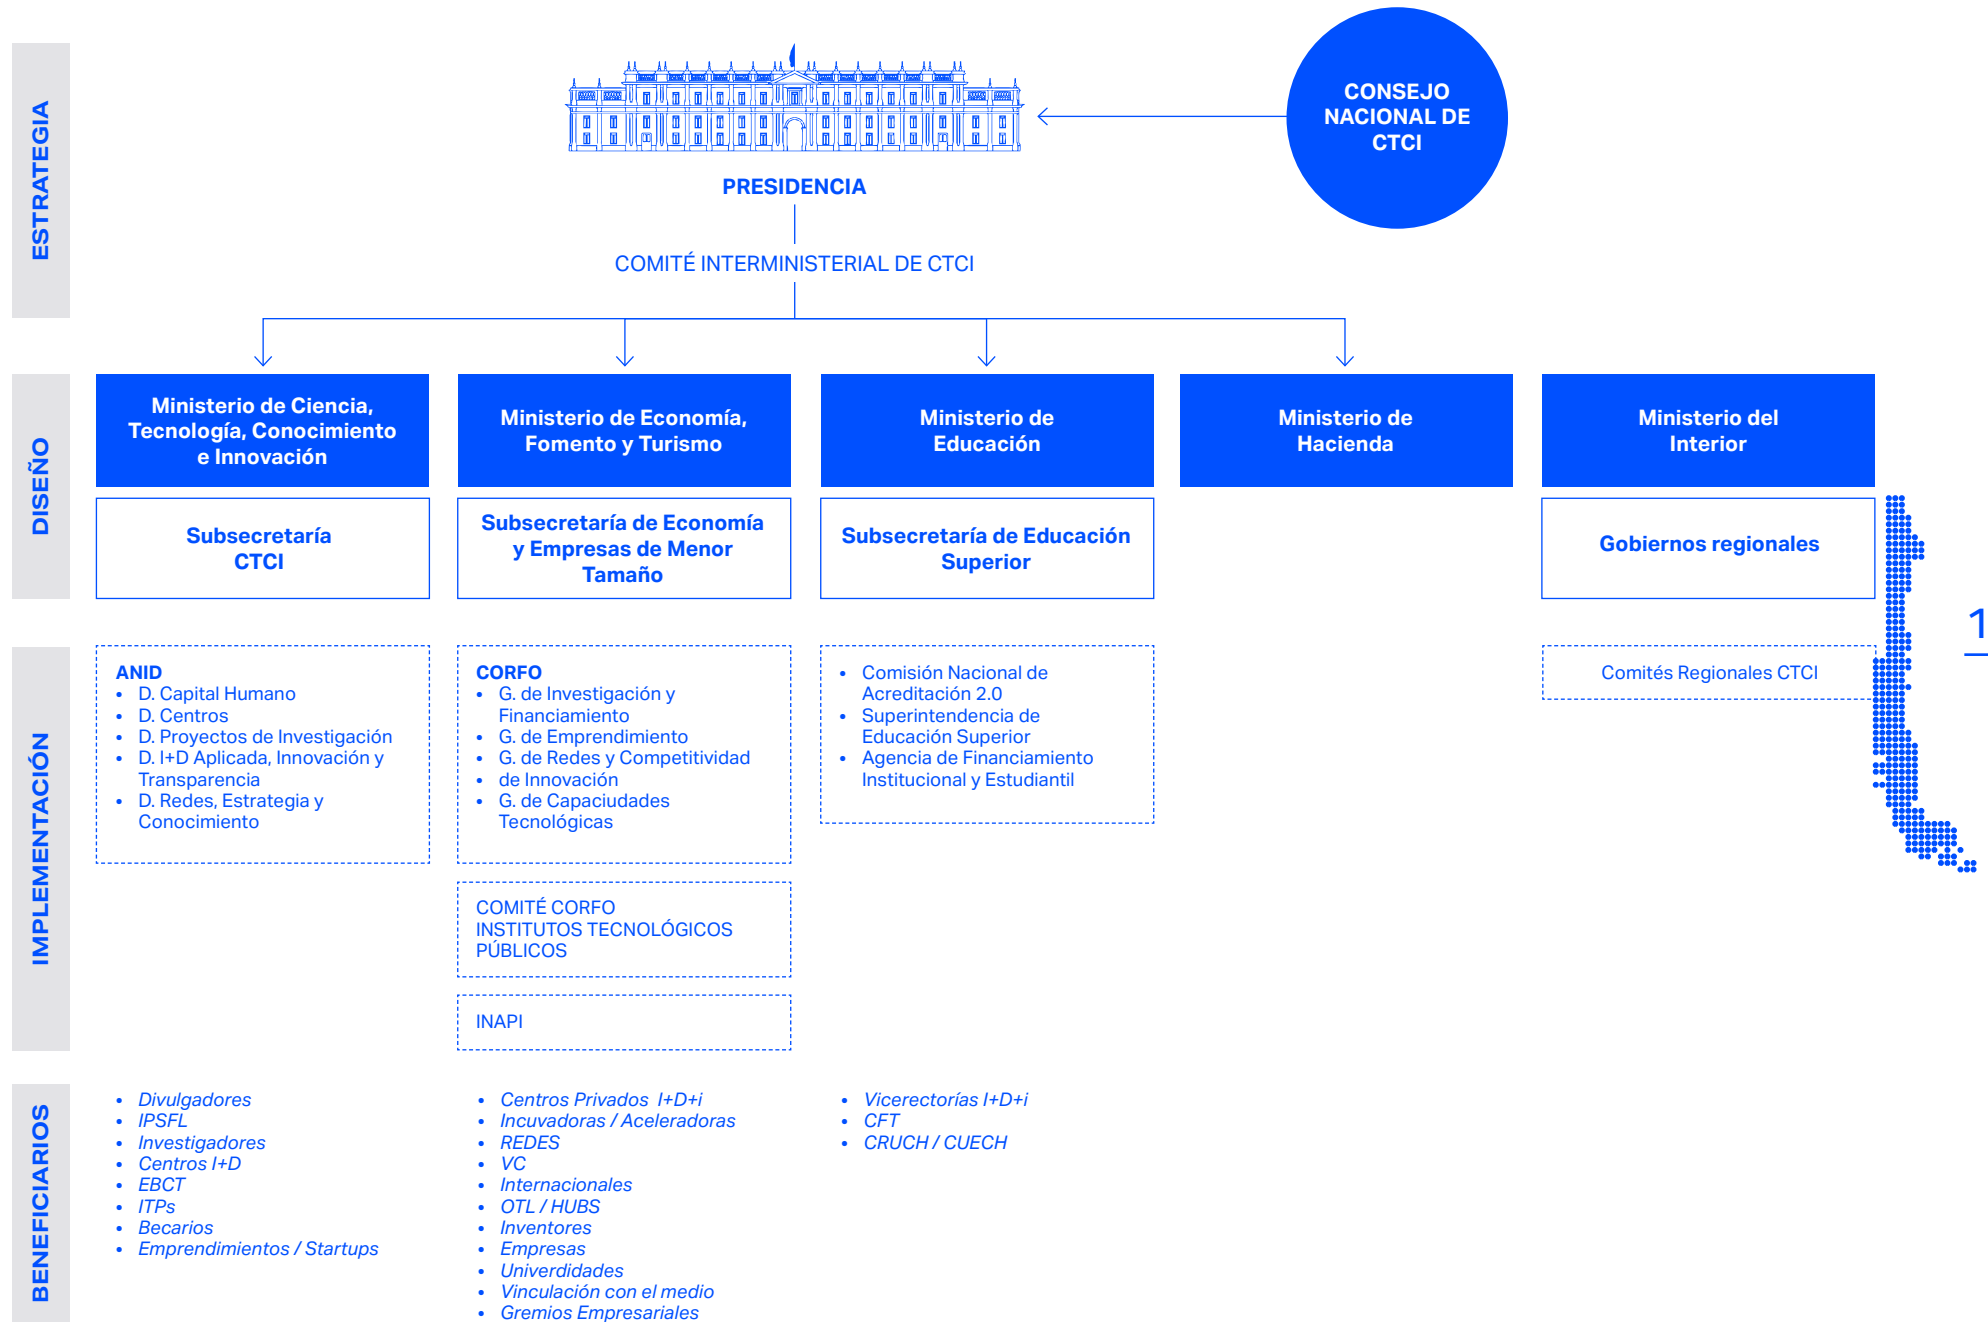 ESTRATEGIA
CONSEJO
NACIONAL DE
CTCI
PRESIDENCIA
COMITÉ INTERMINISTERIAL DE CTCI
DISEÑO
Ministerio de Ciencia,
Tecnología, Conocimiento
e Innovación
Ministerio de Economía,
Fomento y Turismo
Ministerio de
Educación
Ministerio de
Hacienda
Ministerio del
Interior
Subsecretaría
CTCI
Subsecretaría de Economía
y Empresas de Menor
Tamaño
Subsecretaría de Educación
Superior
Gobiernos regionales
1
IMPLEMENTACIÓN
ANID
• D. Capital Humano
• D. Centros
• D. Proyectos de Investigación
• D. I+D Aplicada, Innovación y
Transparencia
• D. Redes, Estrategia y
Conocimiento
CORFO
• G. de Investigación y
Financiamiento
• G. de Emprendimiento
• G. de Redes y Competitividad
• de Innovación
• G. de Capaciudades
Tecnológicas
COMITÉ CORFO
INSTITUTOS TECNOLÓGICOS
PÚBLICOS
INAPI
• Comisión Nacional de
Acreditación 2.0
• Superintendencia de
Educación Superior
• Agencia de Financiamiento
Institucional y Estudiantil
Comités Regionales CTCI
BENEFICIARIOS
• Divulgadores
• IPSFL
• Investigadores
• Centros I+D
• EBCT
• ITPs
• Becarios
• Emprendimientos / Startups
• Centros Privados I+D+i
• Incuvadoras / Aceleradoras
• REDES
• VC
• Internacionales
• OTL / HUBS
• Inventores
• Empresas
• Univerdidades
• Vinculación con el medio
• Gremios Empresariales
• Vicerectorías I+D+i
• CFT
• CRUCH / CUECH